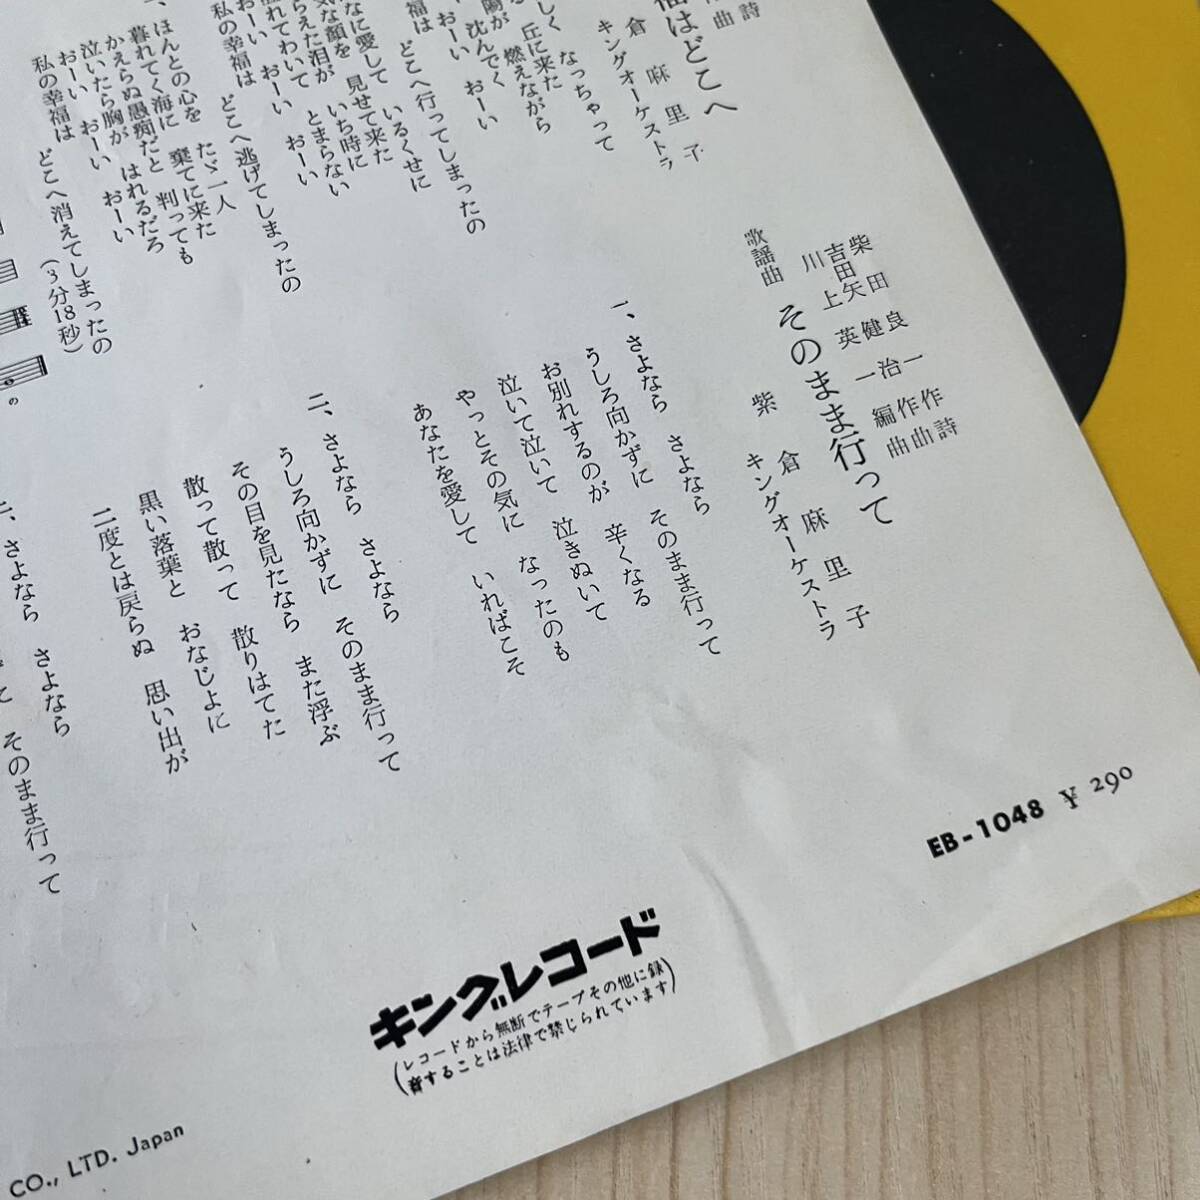 詩
曲
福はどこへ
倉麻里子
キングオーケストラ
しく なっちゃって
丘に来た
燃えながら
陽が 沈んでく
おーい おーい
どこへ行ってしまったの
なに愛して いるくせに
気な顔を 見せて来た
らえた泪が いち時に
溢れてわいて とまらない
おーい おーい おーい
私の幸福は どこへ逃げてしまったの
ほんとの心を たゞ一人
暮れてく海に 棄てに来た
かえらぬ愚痴だと 判っても
泣いたら胸が はれるだろ
おーい おーい おーい
私の幸福は どこへ消えてしまったの
(3分18秒)
柴田良一 作詩
吉田矢健治 作曲
川上英一 編曲
歌謡曲 そのまま行って
紫倉麻里子
キングオーケストラ
一、さよなら さよなら
うしろ向かずに そのまま行って
お別れするのが 辛くなる
泣いて泣いて 泣きぬいて
やっとその気に なったのも
あなたを愛して いればこそ
二、さよなら さよなら
うしろ向かずに そのまま行って
その目を見たなら また浮ぶ
散って散って 散りはてた
黒い落葉と おなじよに
二度とは戻らぬ 思い出が
さよなら さよなら
そのまま行って
の
EB-1048 ¥290
キングレコード
(レコードから無断でテープその他に録
音することは法律で禁じられています)
CO., LTD. Japan